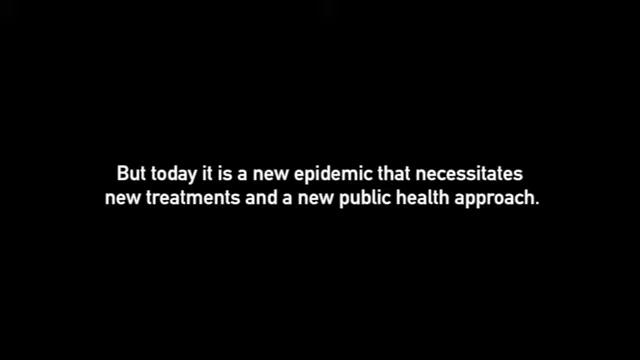 But today it is a new epidemic that necessitates
new treatments and a new public health approach.